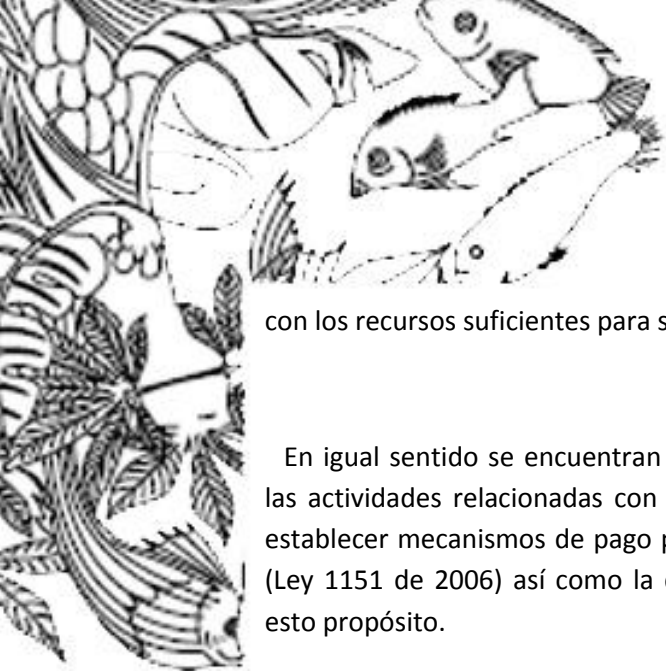 con los recursos suficientes para
En igual sentido se encuentran
las actividades relacionadas con
establecer mecanismos de pago
(Ley 1151 de 2006) así como la
esto propósito.